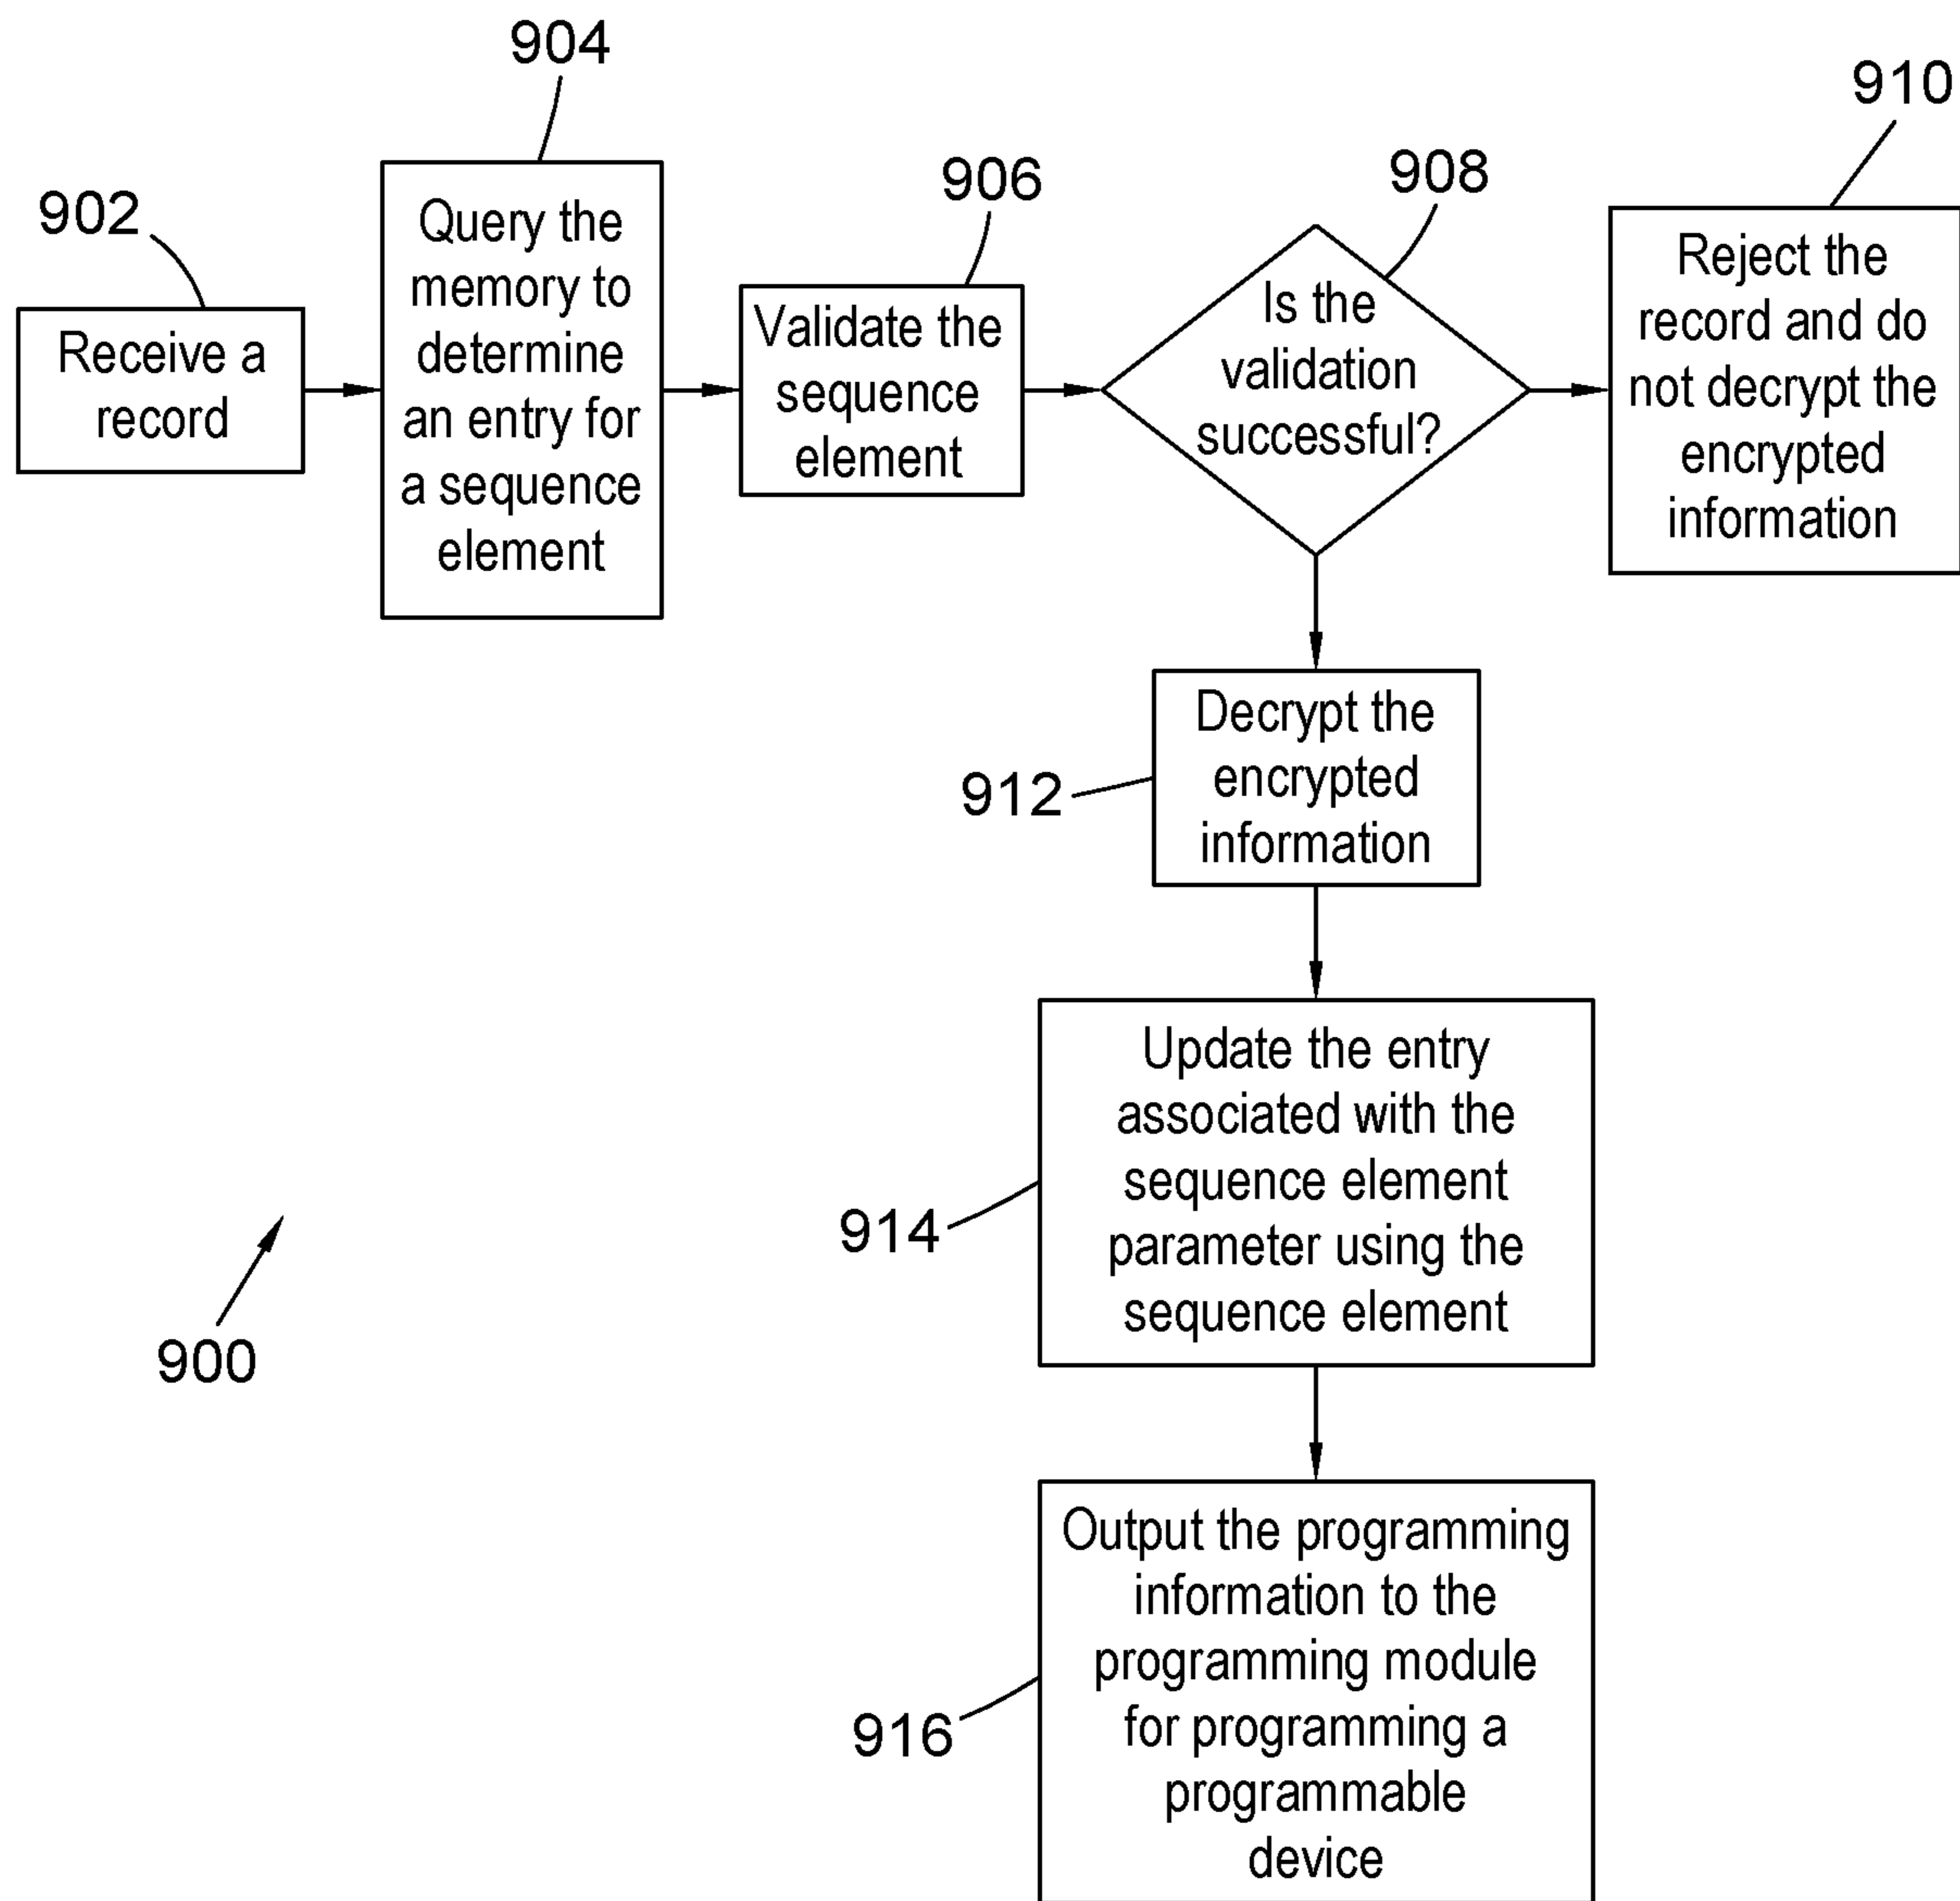 902
Receive a
record
904
Query the
memory to
determine
an entry for
a sequence
element
906
Validate the
sequence
element
908
Is the
validation
successful?
910
Reject the
record and do
not decrypt the
encrypted
information
912
Decrypt the
encrypted
information
914
Update the entry
associated with the
sequence element
parameter using the
sequence element
900
916
Output the programming
information to the
programming module
for programming a
programmable
device